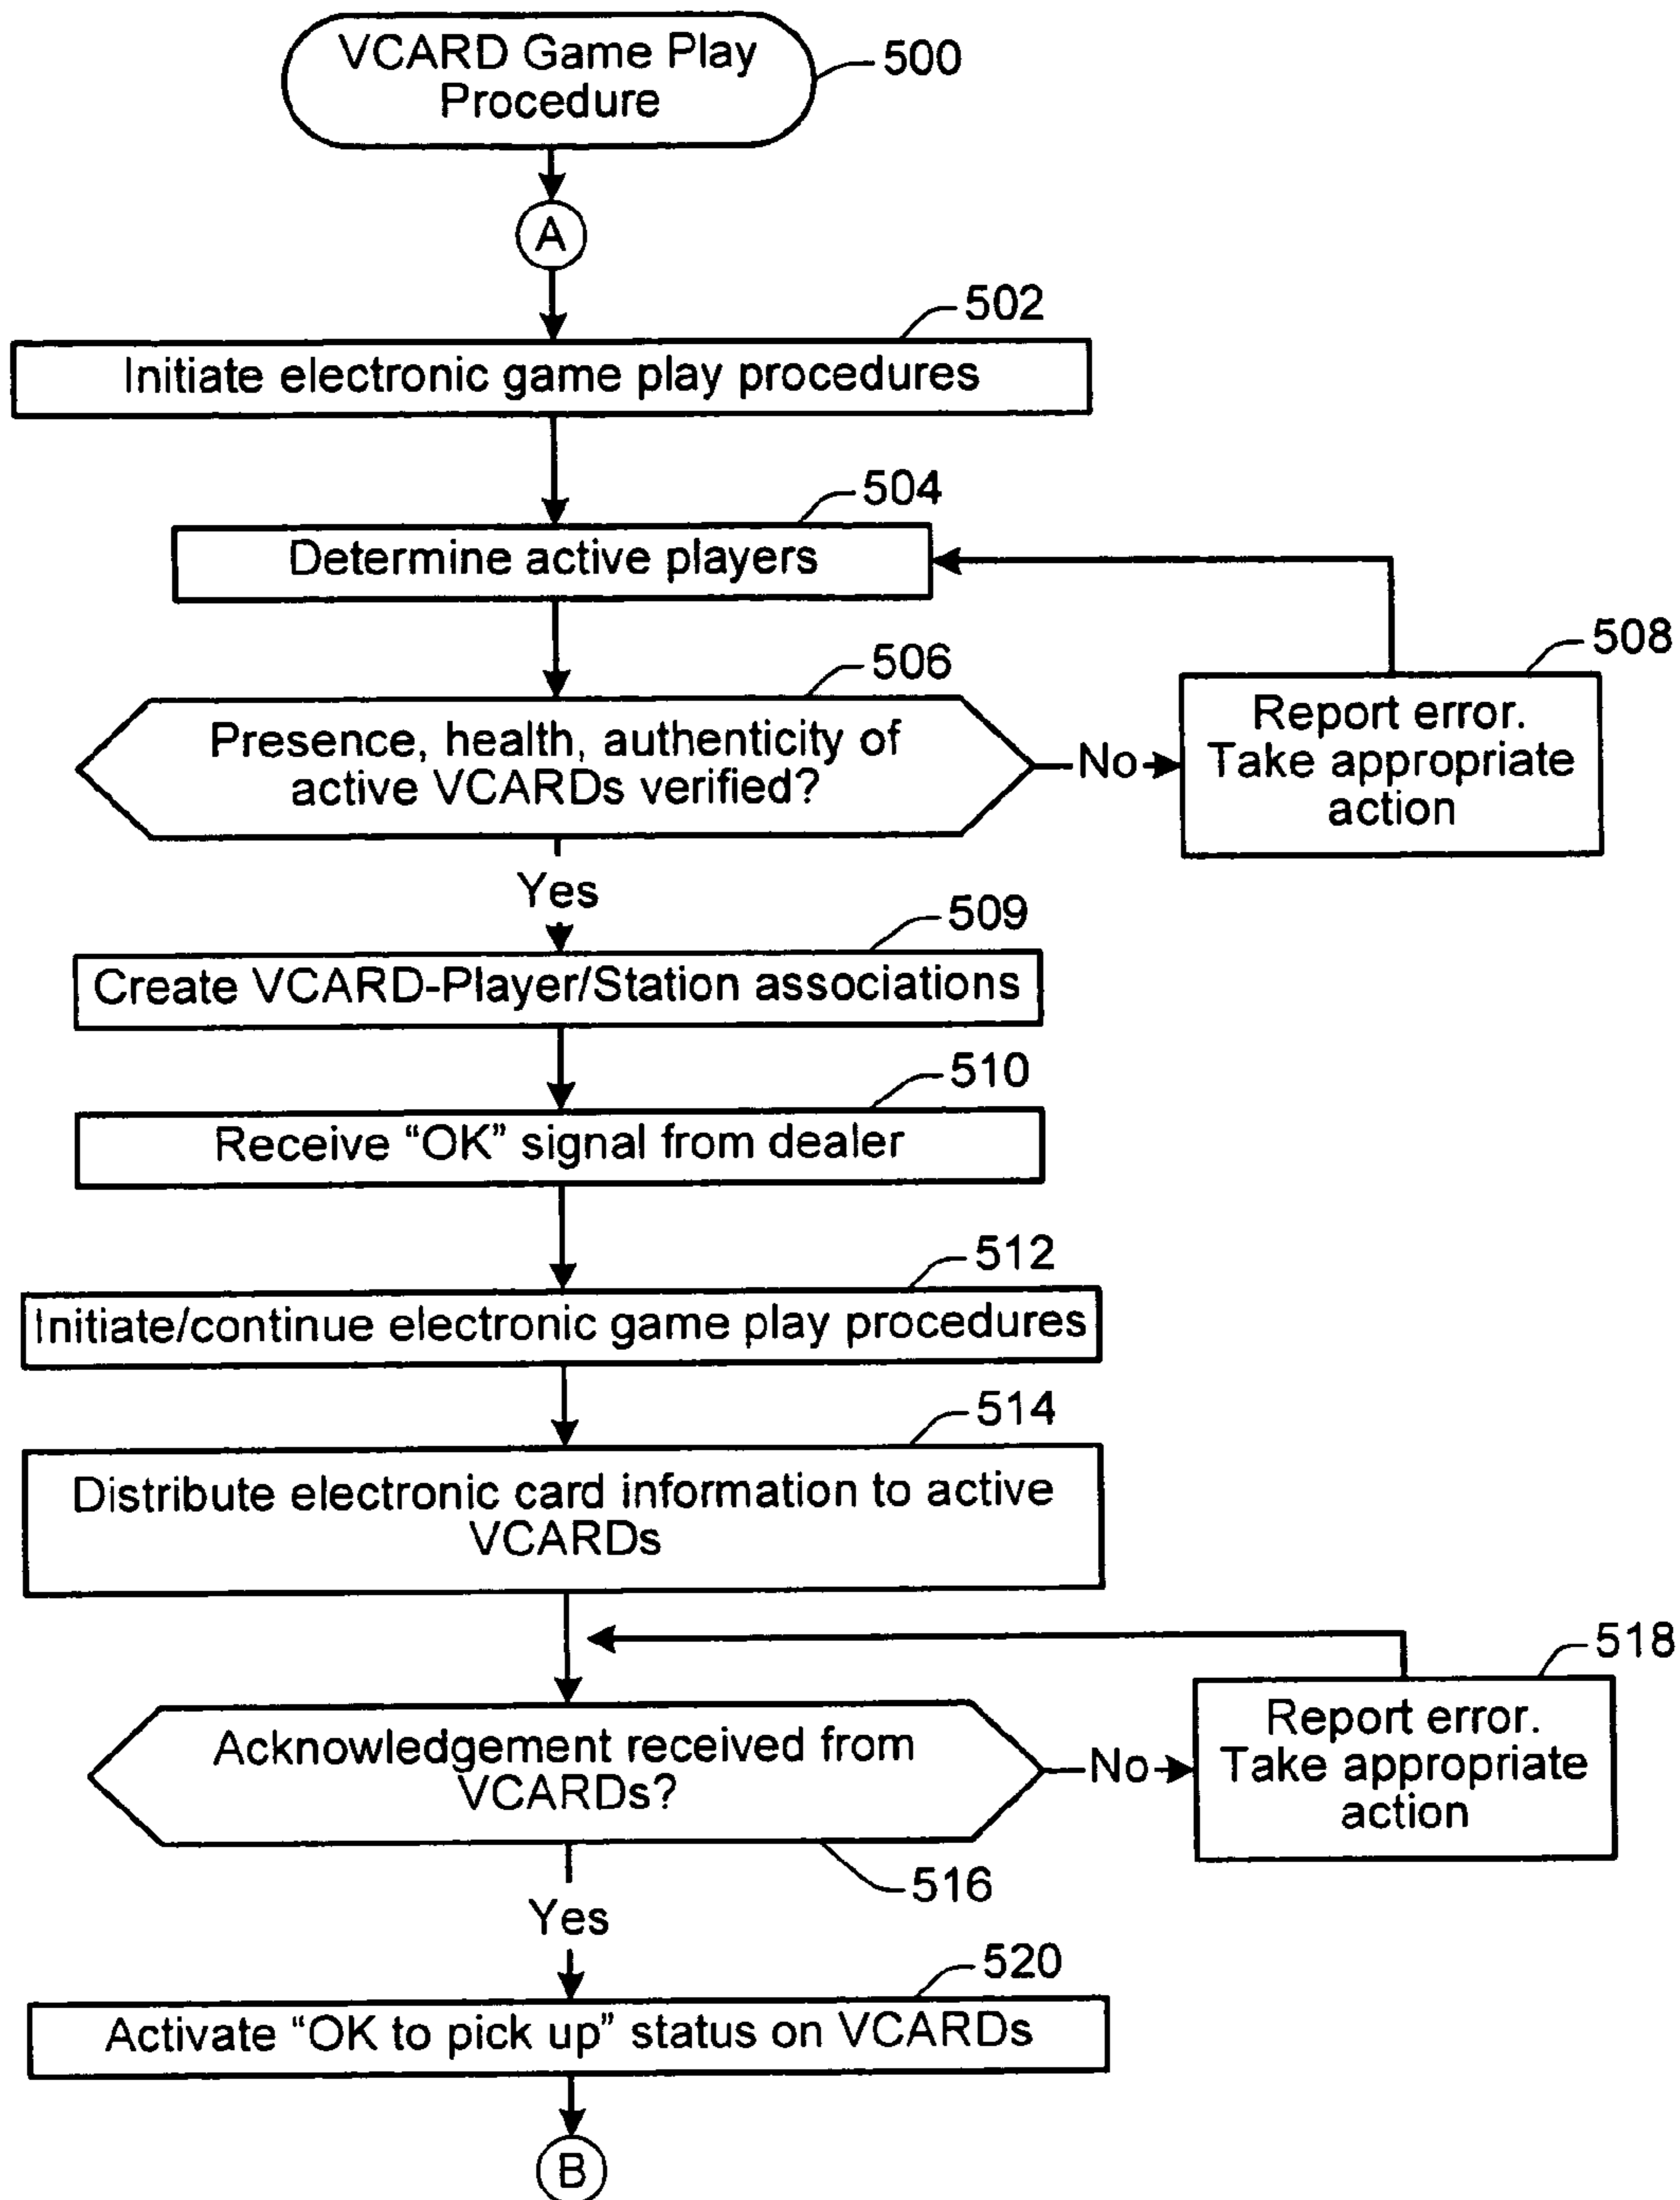 VCARD Game Play
Procedure
500
A
502
Initiate electronic game play procedures
504
Determine active players
506
Presence, health, authenticity of
active VCARDs verified?
No
508
Report error.
Take appropriate
action
Yes
509
Create VCARD-Player/Station associations
510
Receive “OK” signal from dealer
512
Initiate/continue electronic game play procedures
514
Distribute electronic card information to active
VCARDs
Acknowledgement received from
VCARDs?
516
No
518
Report error.
Take appropriate
action
Yes
520
Activate “OK to pick up” status on VCARDs
B